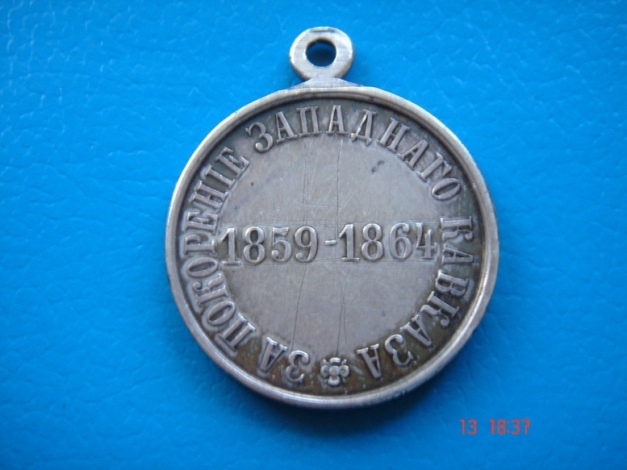 ЗА ПОКОРЕНІЕ ЗАПАДНАГО КАВКАЗА
1859-1864
13 18:37